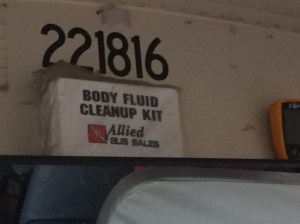 221816
BODY FLUID
CLEANUP KIT
Allied
BUS SALES